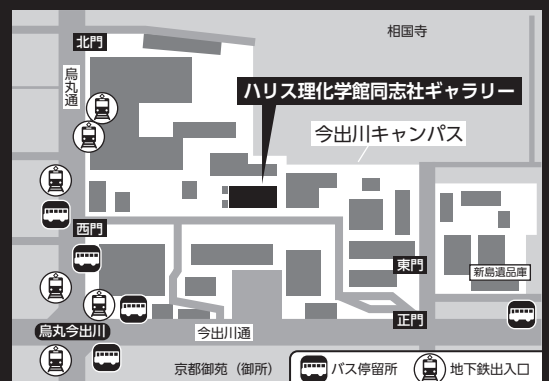 相国寺
北門
烏丸通
ハリス理化学館同志社ギャラリー
今出川キャンパス
西門
東門
新島遺品庫
正門
烏丸今出川
今出川通
京都御苑（御所）
バス停留所
地下鉄出入口